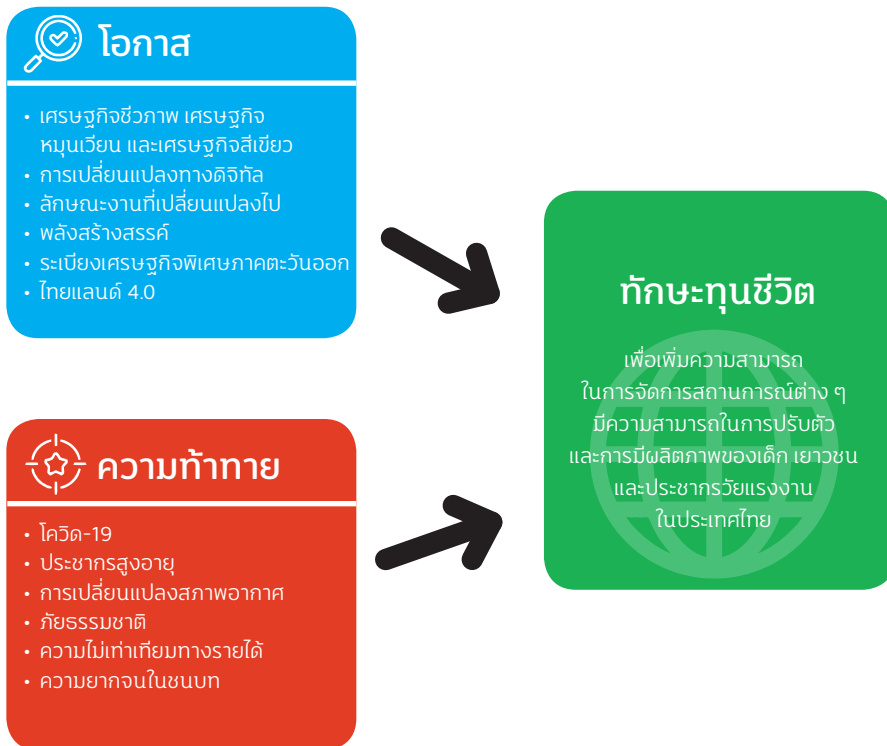 โอกาส
• เศรษฐกิจชีวภาพ เศรษฐกิจ
หมุนเวียน และเศรษฐกิจสีเขียว
• การเปลี่ยนแปลงทางดิจิทัล
• ลักษณะงานที่เปลี่ยนแปลงไป
• พลังสร้างสรรค์
• ระเบียงเศรษฐกิจพิเศษภาคตะวันออก
• ไทยแลนด์ 4.0
ความท้าทาย
• โควิด-19
• ประชากรสูงอายุ
• การเปลี่ยนแปลงสภาพอากาศ
• ภัยธรรมชาติ
• ความไม่เท่าเทียมทางรายได้
• ความยากจนในชนบท
ทักษะทุนชีวิต
เพื่อเพิ่มความสามารถ
ในการจัดการสถานการณ์ต่าง ๆ
มีความสามารถในการปรับตัว
และการมีผลิตภาพของเด็ก เยาวชน
และประชากรวัยแรงงาน
ในประเทศไทย